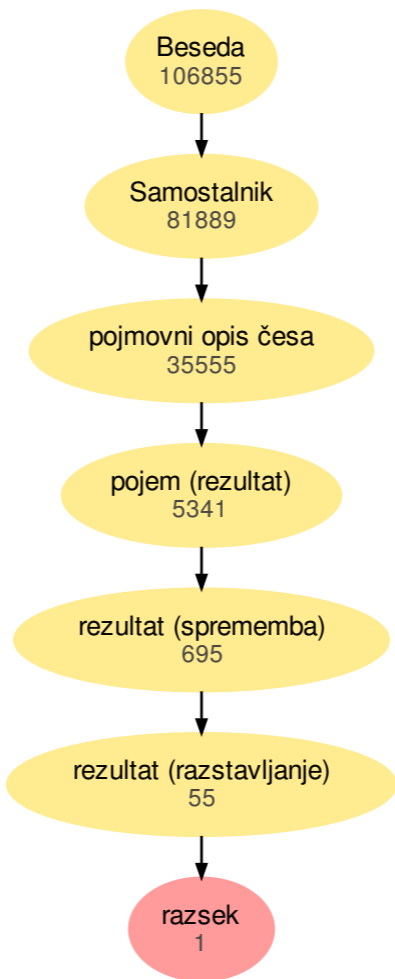 Beseda
106855
Samostalnik
81889
pojmovni opis česa
35555
pojem (rezultat)
5341
rezultat (sprememba)
695
rezultat (razstavljanje)
55
razsek
1